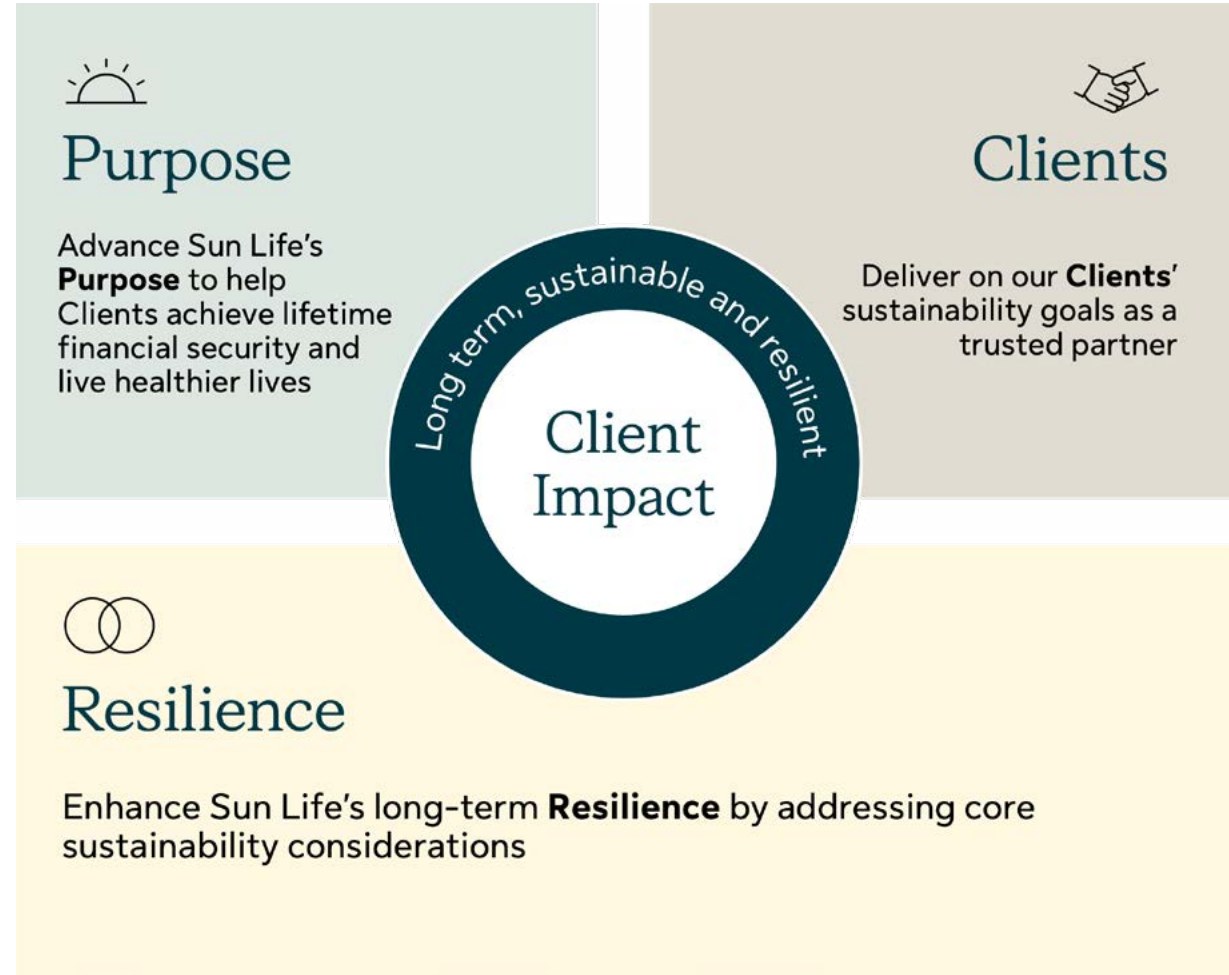 Purpose
Advance Sun Life’s
Purpose to help
Clients achieve lifetime
financial security and
live healthier lives
Clients
Deliver on our Clients’
sustainability goals as a
trusted partner
Long term, sustainable and resilient
Client
Impact
Resilience
Enhance Sun Life’s long-term Resilience by addressing core
sustainability considerations